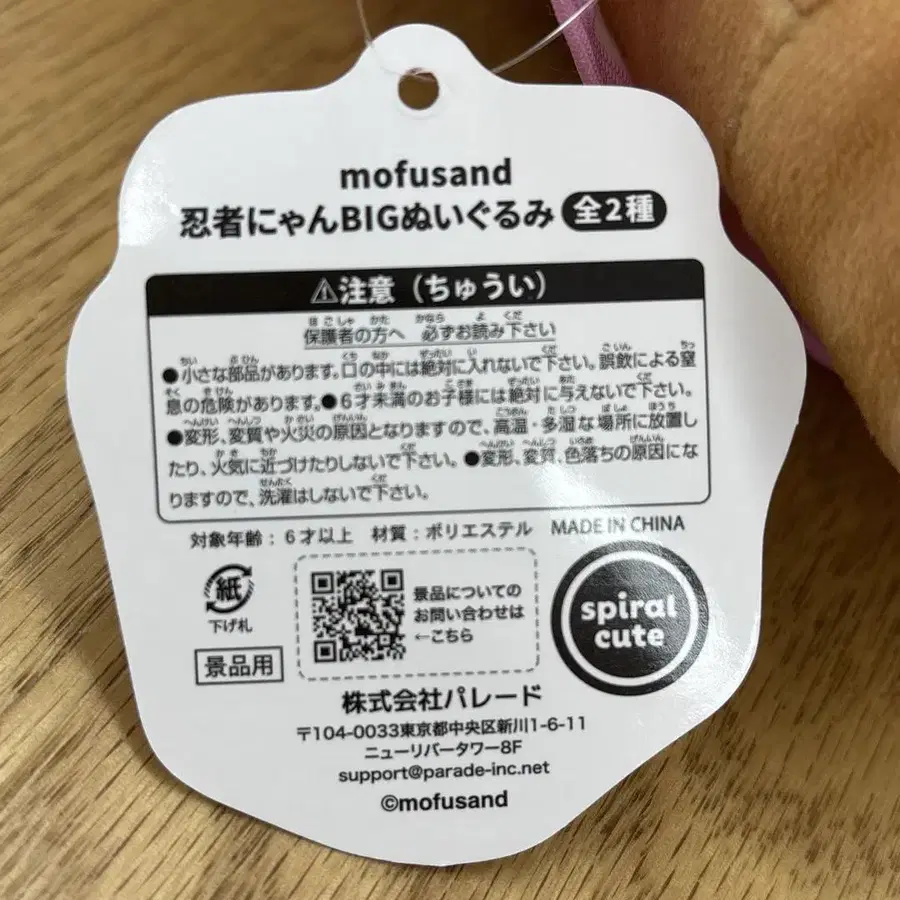 mofusand
忍者にゃんBIGぬいぐるみ 全2種
⚠注意（ちゅうい）
保護者の方へ 必ずお読み下さい
●小さな部品があります。口の中には絶対に入れないで下さい。誤飲による窒
息の危険があります。●6才未満のお子様には絶対に与えないで下さい。
●変形、変質や火災の原因となりますので、高温・多湿な場所に放置し
たり、火気に近づけたりしないで下さい。●変形、変質、色落ちの原因にな
りますので、洗濯はしないで下さい。
対象年齢：6才以上 材質：ポリエステル MADE IN CHINA
紙
下げ札
景品用
景品についての
お問い合わせは
←こちら
spiral
cute
株式会社パレード
〒104-0033東京都中央区新川1-6-11
ニューリバータワー8F
support@parade-inc.net
©mofusand